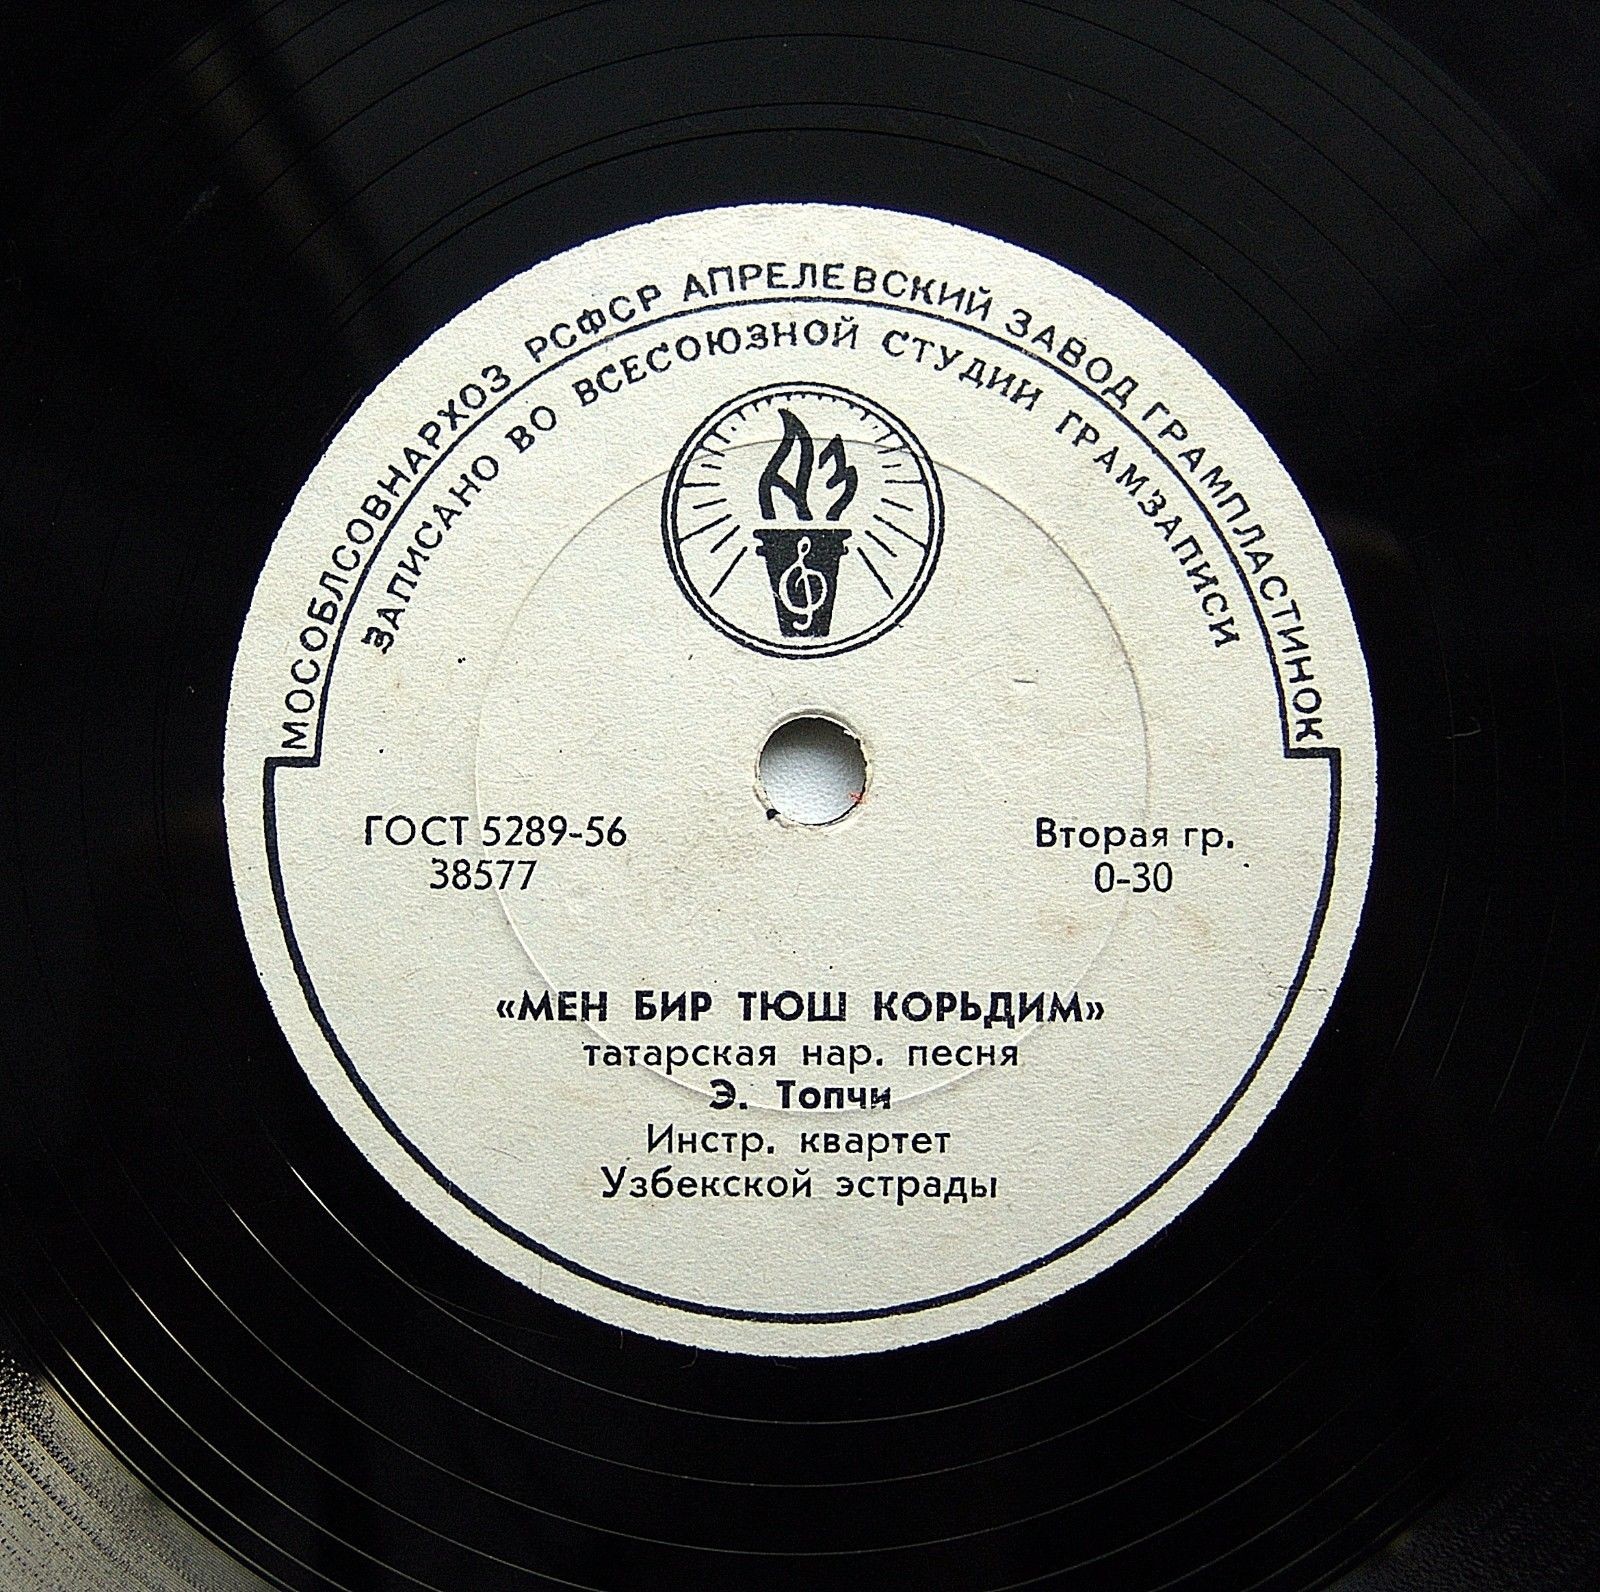 МОСОБЛСОВНАРХОЗ РСФСР АПРЕЛЕВСКИЙ ЗАВОД ГРАМПЛАСТИНОК
ЗАПИСАНО ВО ВСЕСОЮЗНОЙ СТУДИИ ГРАМЗАПИСИ
АЗ
ГОСТ 5289-56
38577
Вторая гр.
0-30
«МЕН БИР ТЮШ КОРЬДИМ»
татарская нар. песня
Э. Топчи
Инстр. квартет
Узбекской эстрады